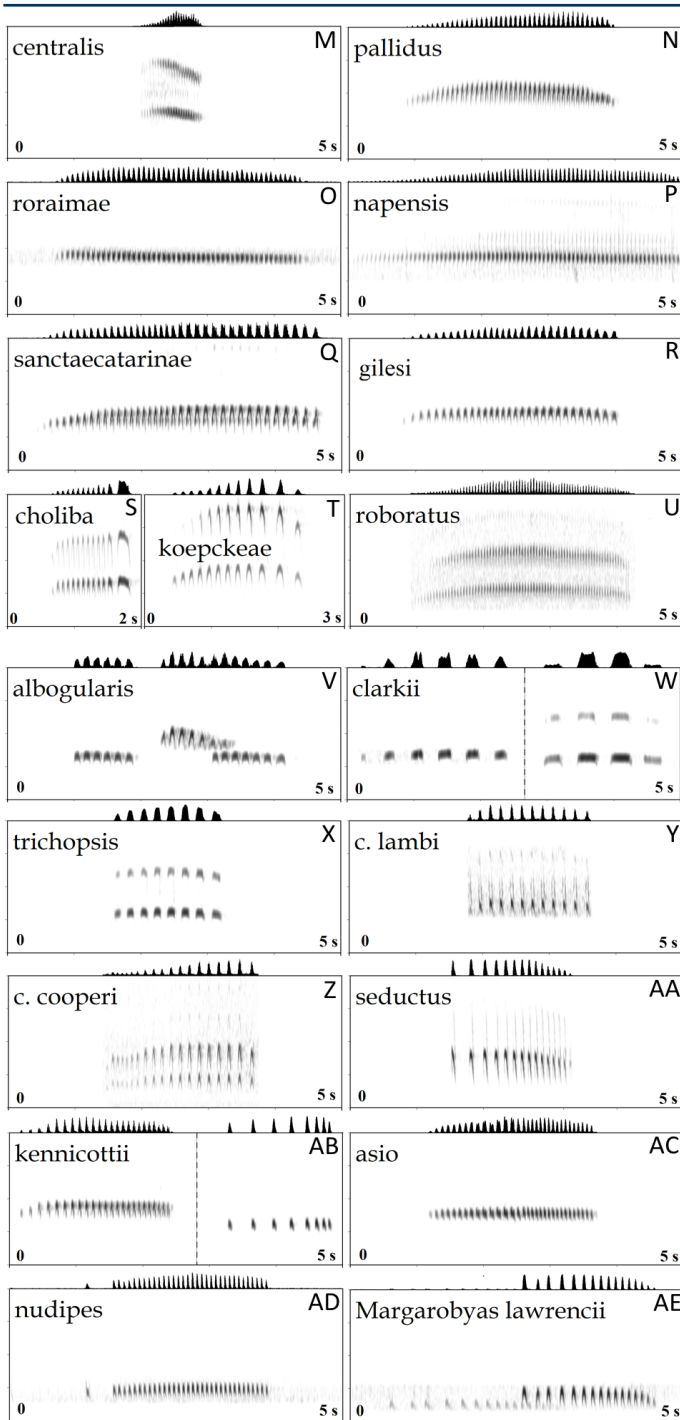 centralis M
0 5 s
pallidus N
0 5 s
roraimae O
0 5 s
napensis P
0 5 s
sanctaecatarinae Q
0 5 s
gilesi R
0 5 s
choliba S
0 2 s
koepckeae T
0 3 s
roboratus U
0 5 s
albogularis V
0 5 s
clarkii W
0 5 s
trichopsis X
0 5 s
c. lambi Y
0 5 s
c. cooperi Z
0 5 s
seductus AA
0 5 s
kennicottii AB
0 5 s
asio AC
0 5 s
nudipes AD
0 5 s
Margarobyas lawrencii AE
0 5 s